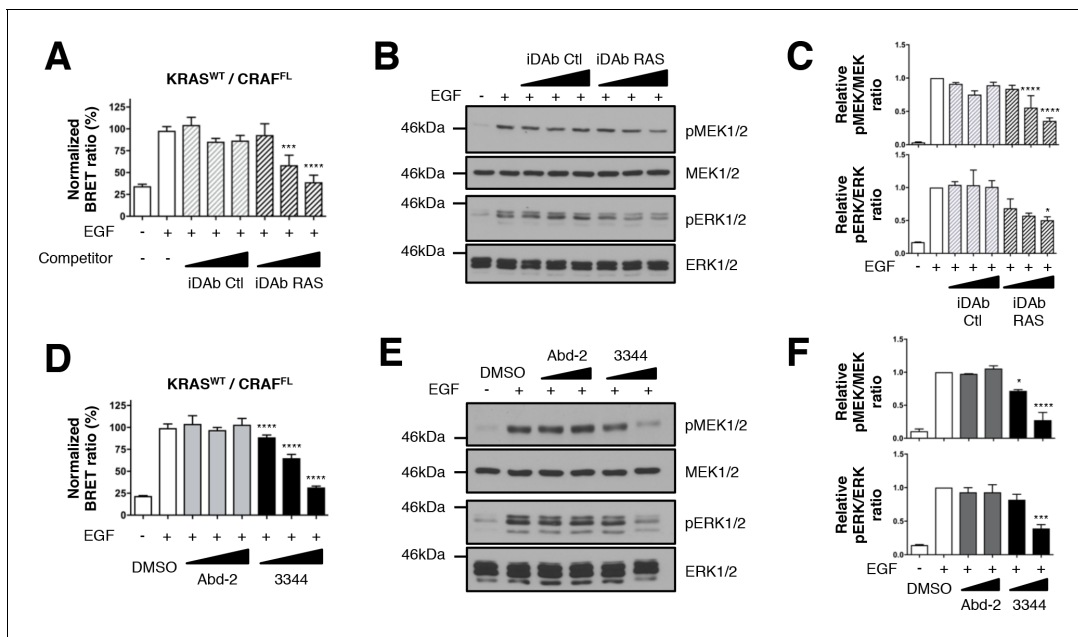 A
KRASWT / CRAFFL
Normalized
BRET ratio (%)
125
100
75
50
25
0
EGF - + + + + + + +
Competitor - -
iDAb Ctl iDAb RAS
*** ****
B
iDAb Ctl iDAb RAS
EGF - + + + + + + +
46kDa pMEK1/2
46kDa MEK1/2
46kDa pERK1/2
46kDa ERK1/2
C
Relative
pMEK/MEK
ratio
1.5
1.0
0.5
0.0
**** ****
Relative
pERK/ERK
ratio
1.5
1.0
0.5
0.0
*
EGF - + + + + + + +
iDAb
Ctl
iDAb
RAS
D
KRASWT / CRAFFL
Normalized
BRET ratio (%)
125
100
75
50
25
0
**** **** ****
EGF - + + + + + + +
DMSO Abd-2 3344
E
Abd-2 3344
DMSO
EGF - + + + + +
46kDa pMEK1/2
46kDa MEK1/2
46kDa pERK1/2
46kDa ERK1/2
F
Relative
pMEK/MEK
ratio
1.5
1.0
0.5
0.0
* ****
Relative
pERK/ERK
ratio
1.5
1.0
0.5
0.0
***
EGF - + + + + +
DMSO
Abd-2 3344